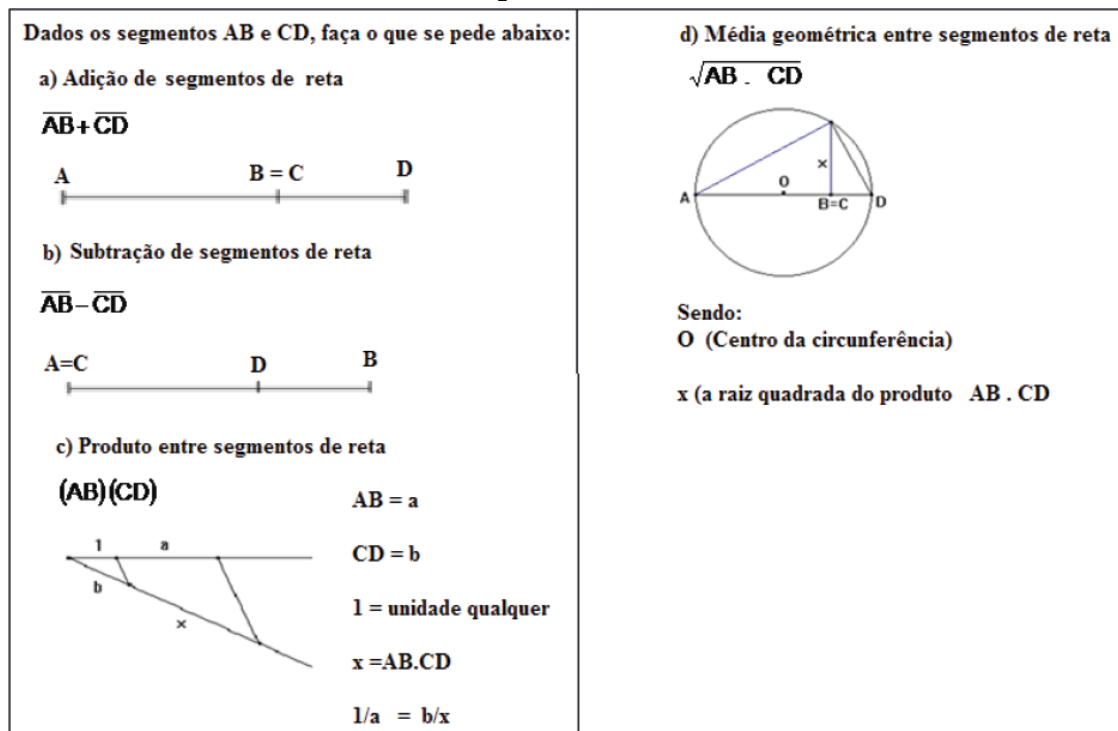 Dados os segmentos AB e CD, faça o que se pede abaixo:
a) Adição de segmentos de reta
AB + CD
A B = C D
b) Subtração de segmentos de reta
AB − CD
A=C D B
c) Produto entre segmentos de reta
(AB)(CD)
AB = a
1 a
CD = b
b
1 = unidade qualquer
x
x =AB.CD
1/a = b/x
d) Média geométrica entre segmentos de reta
√AB . CD
x
O
A B=C D
Sendo:
O (Centro da circunferência)
x (a raiz quadrada do produto AB . CD